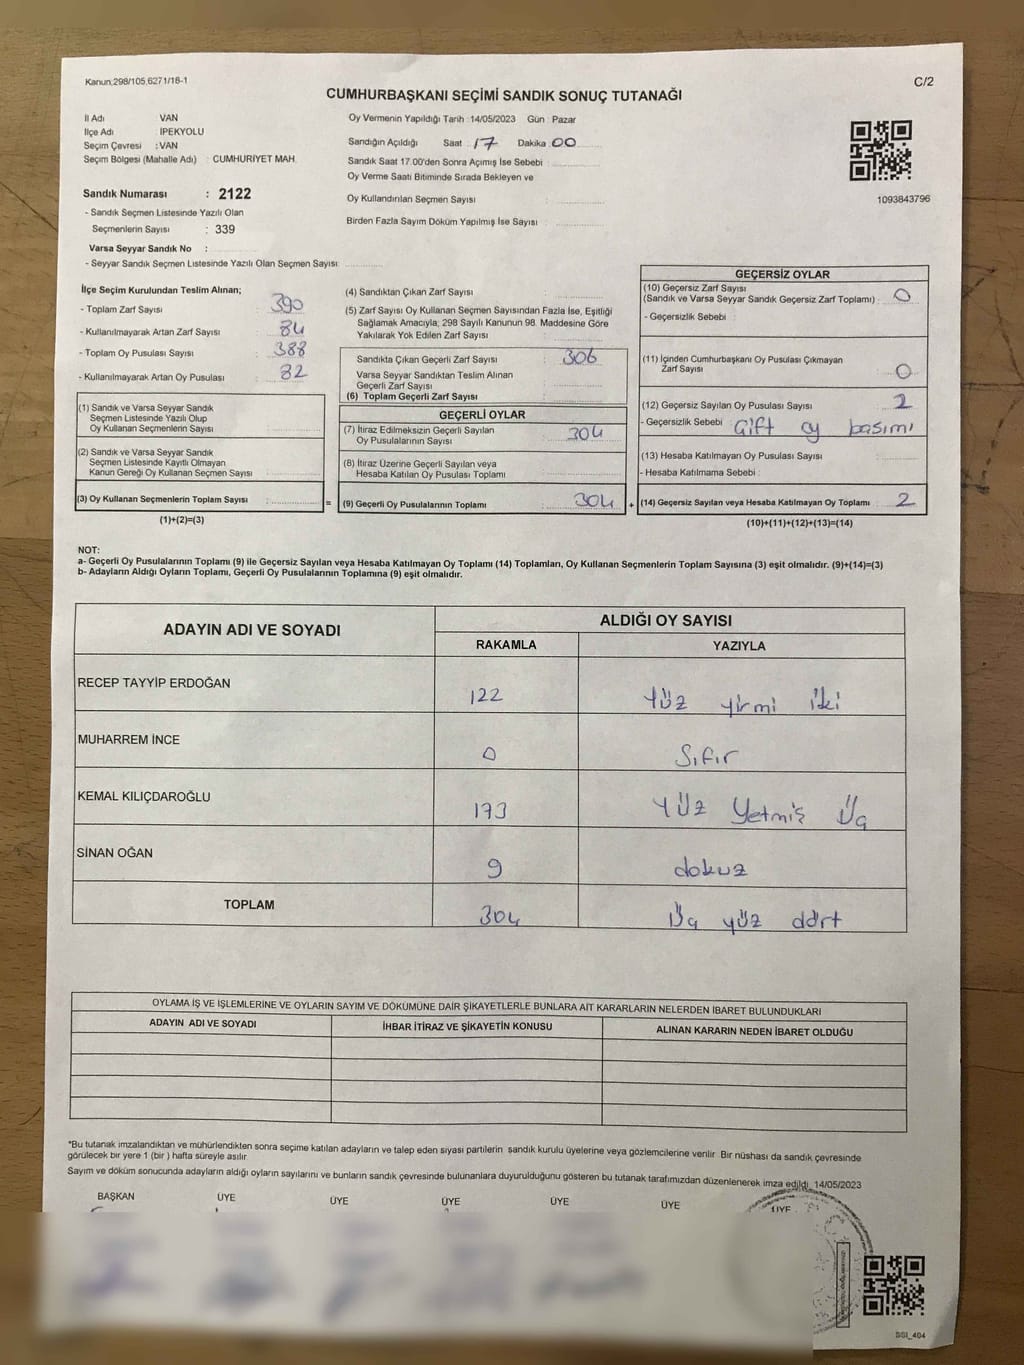 Kanun:298/105,6271/18-1
C/2
CUMHURBAŞKANI SEÇİMİ SANDIK SONUÇ TUTANAĞI
İl Adı VAN
İlçe Adı İPEKYOLU
Seçim Çevresi : VAN
Seçim Bölgesi (Mahalle Adı) : CUMHURİYET MAH.
Sandık Numarası : 2122
- Sandık Seçmen Listesinde Yazılı Olan
Seçmenlerin Sayısı : 339
Varsa Seyyar Sandık No :
- Seyyar Sandık Seçmen Listesinde Yazılı Olan Seçmen Sayısı:
Oy Vermenin Yapıldığı Tarih :14/05/2023 Gün : Pazar
Sandığın Açıldığı Saat : 17 Dakika : 00
Sandık Saat 17.00'den Sonra Açımış İse Sebebi :
Oy Verme Saati Bitiminde Sırada Bekleyen ve
Oy Kullandırılan Seçmen Sayısı :
Birden Fazla Sayım Döküm Yapılmış İse Sayısı :
1093843796
İlçe Seçim Kurulundan Teslim Alınan;
- Toplam Zarf Sayısı : 390
- Kullanılmayarak Artan Zarf Sayısı : 84
- Toplam Oy Pusulası Sayısı : 388
- Kullanılmayarak Artan Oy Pusulası : 82
(1) Sandık ve Varsa Seyyar Sandık
Seçmen Listesinde Yazılı Olup
Oy Kullanan Seçmenlerin Sayısı :
(2) Sandık ve Varsa Seyyar Sandık
Seçmen Listesinde Kayıtlı Olmayan
Kanun Gereği Oy Kullanan Seçmen Sayısı :
(3) Oy Kullanan Seçmenlerin Toplam Sayısı : =
(1)+(2)=(3)
(4) Sandıktan Çıkan Zarf Sayısı :
(5) Zarf Sayısı Oy Kullanan Seçmen Sayısından Fazla İse, Eşitliği
Sağlamak Amacıyla; 298 Sayılı Kanunun 98. Maddesine Göre
Yakılarak Yok Edilen Zarf Sayısı :
Sandıkta Çıkan Geçerli Zarf Sayısı : 306
Varsa Seyyar Sandıktan Teslim Alınan
Geçerli Zarf Sayısı :
(6) Toplam Geçerli Zarf Sayısı :
GEÇERLİ OYLAR
(7) İtiraz Edilmeksizin Geçerli Sayılan
Oy Pusulalarının Sayısı : 304
(8) İtiraz Üzerine Geçerli Sayılan veya
Hesaba Katılan Oy Pusulası Toplamı :
(9) Geçerli Oy Pusulalarının Toplamı : 304 +
GEÇERSİZ OYLAR
(10) Geçersiz Zarf Sayısı
(Sandık ve Varsa Seyyar Sandık Geçersiz Zarf Toplamı) : 0
- Geçersizlik Sebebi :
(11) İçinden Cumhurbaşkanı Oy Pusulası Çıkmayan
Zarf Sayısı : 0
(12) Geçersiz Sayılan Oy Pusulası Sayısı : 2
- Geçersizlik Sebebi : Çift oy basımı
(13) Hesaba Katılmayan Oy Pusulası Sayısı :
- Hesaba Katılmama Sebebi :
(14) Geçersiz Sayılan veya Hesaba Katılmayan Oy Toplamı : 2
(10)+(11)+(12)+(13)=(14)
NOT:
a- Geçerli Oy Pusulalarının Toplamı (9) ile Geçersiz Sayılan veya Hesaba Katılmayan Oy Toplamı (14) Toplamları, Oy Kullanan Seçmenlerin Toplam Sayısına (3) eşit olmalıdır. (9)+(14)=(3)
b- Adayların Aldığı Oyların Toplamı, Geçerli Oy Pusulalarının Toplamına (9) eşit olmalıdır.
ADAYIN ADI VE SOYADI ALDIĞI OY SAYISI
RAKAMLA YAZIYLA
RECEP TAYYİP ERDOĞAN 122 Yüz yirmi iki
MUHARREM İNCE 0 Sıfır
KEMAL KILIÇDAROĞLU 173 Yüz Yetmiş Üç
SİNAN OĞAN 9 dokuz
TOPLAM 304 Üç yüz dört
OYLAMA İŞ VE İŞLEMLERİNE VE OYLARIN SAYIM VE DÖKÜMÜNE DAİR ŞİKAYETLERLE BUNLARA AİT KARARLARIN NELERDEN İBARET BULUNDUKLARI
ADAYIN ADI VE SOYADI İHBAR İTİRAZ VE ŞİKAYETİN KONUSU ALINAN KARARIN NEDEN İBARET OLDUĞU
*Bu tutanak imzalandıktan ve mühürlendikten sonra seçime katılan adayların ve talep eden siyasi partilerin sandık kurulu üyelerine veya gözlemcilerine verilir. Bir nüshası da sandık çevresinde
görülecek bir yere 1 (bir) hafta süreyle asılır.
Sayım ve döküm sonucunda adayların aldığı oyların sayılarını ve bunların sandık çevresinde bulunanlara duyurulduğunu gösteren bu tutanak tarafımızdan düzenlenerek imza edildi. 14/05/2023
BAŞKAN ÜYE ÜYE ÜYE ÜYE ÜYE ÜYE
SSI_404